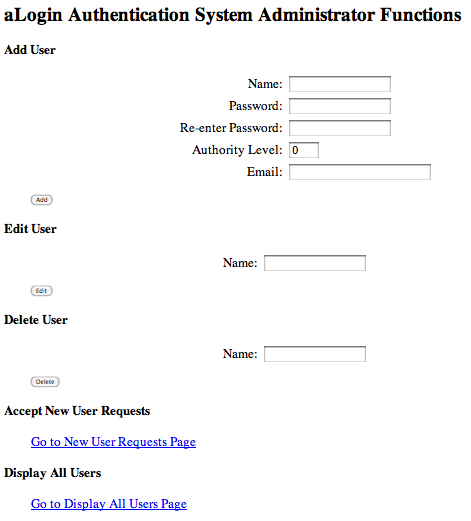 aLogin Authentication System Administrator Functions
Add User
Name:
Password:
Re-enter Password:
Authority Level: 0
Email:
Add
Edit User
Name:
Edit
Delete User
Name:
Delete
Accept New User Requests
Go to New User Requests Page
Display All Users
Go to Display All Users Page